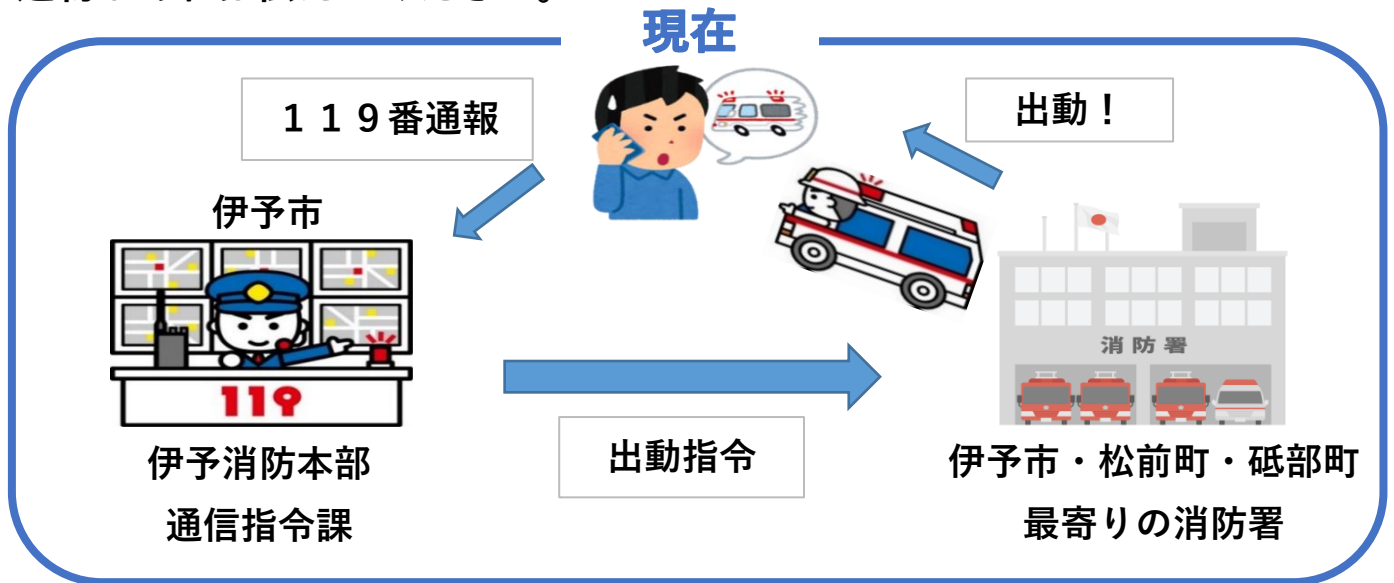 現在
１１９番通報
出動！
伊予市
119
消防署
出動指令
伊予消防本部
通信指令課
伊予市・松前町・砥部町
最寄りの消防署